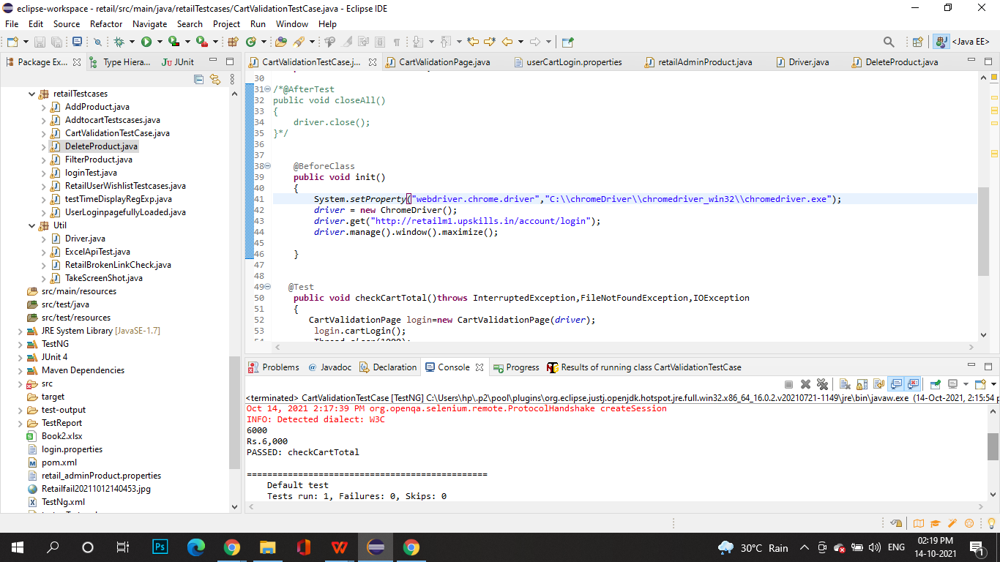 eclipse-workspace - retail/src/main/java/retailTestcases/CartValidationTestCase.java - Eclipse IDE
File Edit Source Refactor Navigate Search Project Run Window Help
<Java EE>
Package Ex... Type Hiera... JUnit
CartValidationTestCase.j... CartValidationPage.java userCartLogin.properties retailAdminProduct.java Driver.java DeleteProduct.java
retailTestcases
AddProduct.java
AddtocartTestscases.java
CartValidationTestCase.java
DeleteProduct.java
FilterProduct.java
loginTest.java
RetailUserWishlistTestcases.java
testTimeDisplayRegExp.java
UserLoginpagefullyLoaded.java
Util
Driver.java
ExcelApiTest.java
RetailBrokenLinkCheck.java
TakeScreenShot.java
src/main/resources
src/test/java
src/test/resources
JRE System Library [JavaSE-1.7]
TestNG
JUnit 4
Maven Dependencies
src
target
test-output
TestReport
Book2.xlsx
login.properties
pom.xml
retail_adminProduct.properties
Retailfail20211012140453.jpg
TestNg.xml
30
31 /*@AfterTest
32 public void closeAll()
33 {
34 driver.close();
35 }*/
36
37
38 @BeforeClass
39 public void init()
40 {
41 System.setProperty("webdriver.chrome.driver","C:\\chromeDriver\\chromedriver_win32\\chromedriver.exe");
42 driver = new ChromeDriver();
43 driver.get("http://retailm1.upskills.in/account/login");
44 driver.manage().window().maximize();
45
46 }
47
48
49 @Test
50 public void checkCartTotal()throws InterruptedException,FileNotFoundException,IOException
51 {
52 CartValidationPage login=new CartValidationPage(driver);
53 login.cartLogin();
54 Thread.sleep(1000);
Problems @ Javadoc Declaration Console Progress Results of running class CartValidationTestCase
<terminated> CartValidationTestCase [TestNG] C:\Users\hp\.p2\pool\plugins\org.eclipse.justj.openjdk.hotspot.jre.full.win32.x86_64_16.0.2.v20210721-1149\jre\bin\javaw.exe (14-Oct-2021, 2:15:54 p
Oct 14, 2021 2:17:39 PM org.openqa.selenium.remote.ProtocolHandshake createSession
INFO: Detected dialect: W3C
6000
Rs.6,000
PASSED: checkCartTotal
===============================================
Default test
Tests run: 1, Failures: 0, Skips: 0
Ps
30°C Rain
ENG
02:19 PM
14-10-2021
1